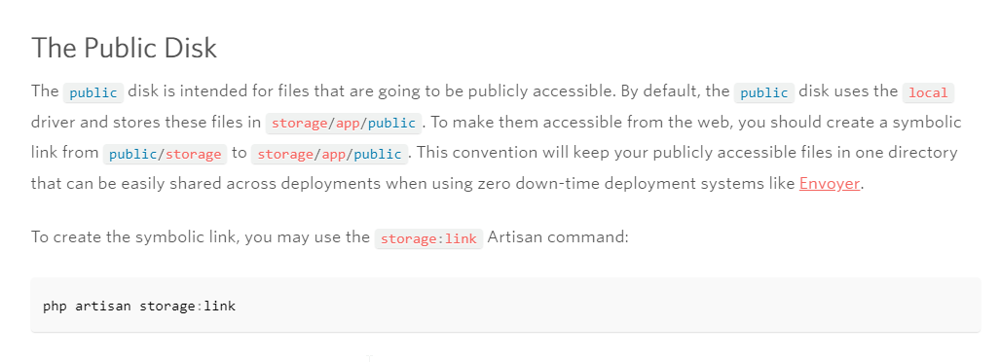 The Public Disk
The public disk is intended for files that are going to be publicly accessible. By default, the public disk uses the local
driver and stores these files in storage/app/public. To make them accessible from the web, you should create a symbolic
link from public/storage to storage/app/public. This convention will keep your publicly accessible files in one directory
that can be easily shared across deployments when using zero down-time deployment systems like Envoyer.
To create the symbolic link, you may use the storage:link Artisan command:
php artisan storage:link